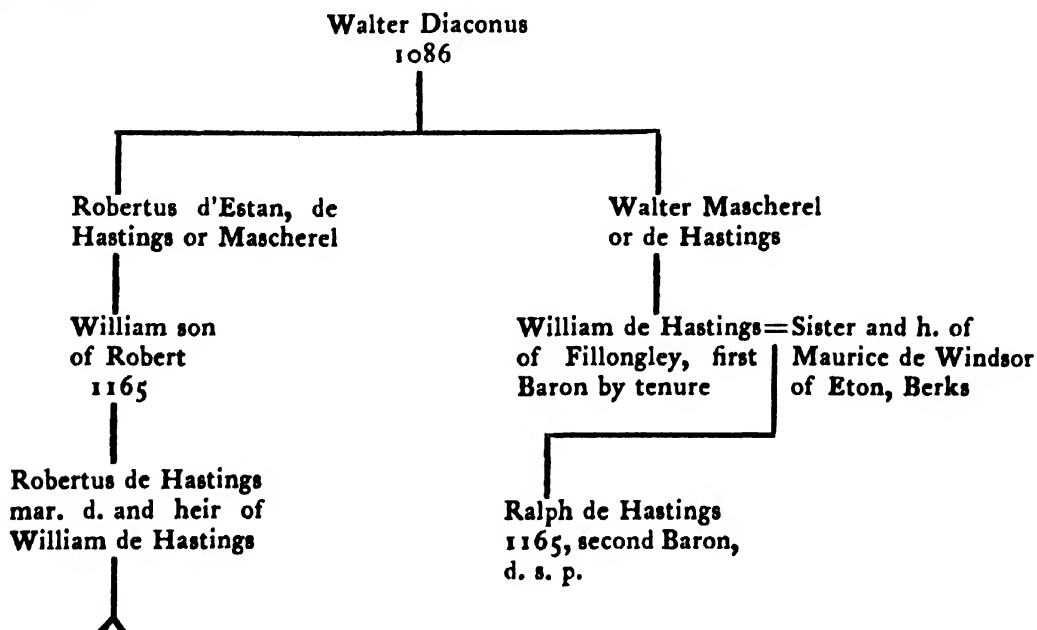 Walter Diaconus
1086
Robertus d'Estan, de
Hastings or Mascherel
Walter Mascherel
or de Hastings
William son
of Robert
1165
William de Hastings=Sister and h. of
of Fillongley, first Maurice de Windsor
Baron by tenure of Eton, Berks
Robertus de Hastings
mar. d. and heir of
William de Hastings
Ralph de Hastings
1165, second Baron,
d. s. p.